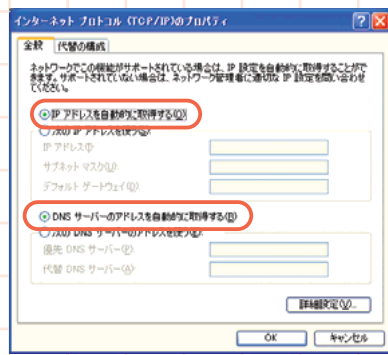 インターネット プロトコル (TCP/IP)のプロパティ
全般 代替の構成
ネットワークでこの機能がサポートされている場合は、IP 設定を自動的に取得することがで
きます。サポートされていない場合は、ネットワーク管理者に適切な IP 設定を問い合わせ
てください。
IP アドレスを自動的に取得する(O)
次の IP アドレスを使う(S):
IP アドレス(I):
サブネット マスク(U):
デフォルト ゲートウェイ(D):
DNS サーバーのアドレスを自動的に取得する(B)
次の DNS サーバーのアドレスを使う(E):
優先 DNS サーバー(P):
代替 DNS サーバー(A):
詳細設定(V)...
OK キャンセル